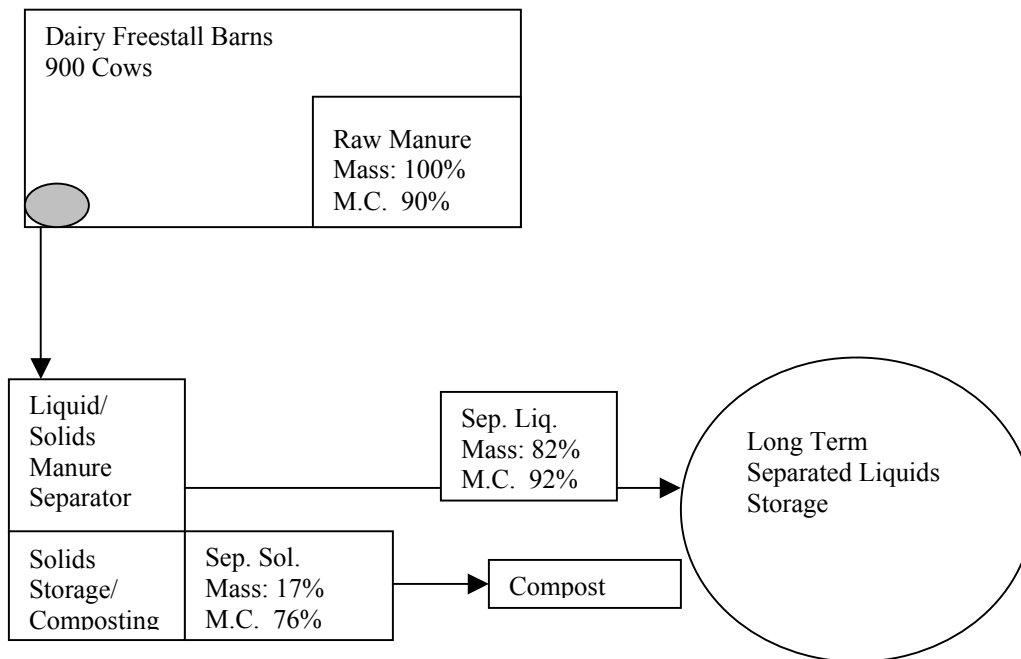 Dairy Freestall Barns
900 Cows
Raw Manure
Mass: 100%
M.C. 90%
Liquid/
Solids
Manure
Separator
Sep. Liq.
Mass: 82%
M.C. 92%
Long Term
Separated Liquids
Storage
Solids
Storage/
Composting
Sep. Sol.
Mass: 17%
M.C. 76%
Compost